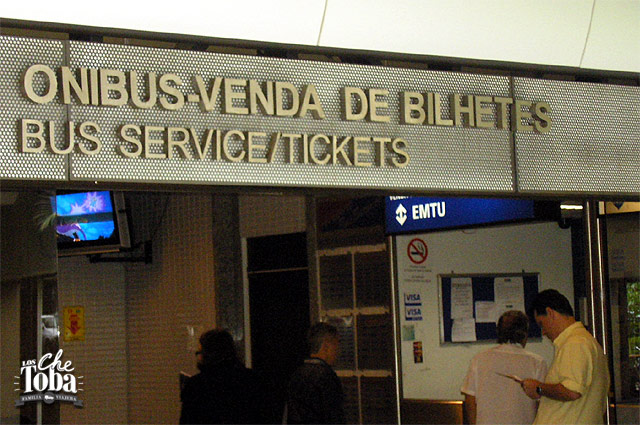 ONIBUS-VENDA DE BILHETES
BUS SERVICE/TICKETS
EMTU
VISA
VISA
LOS Che
Toba
FAMILIA VIAJERA